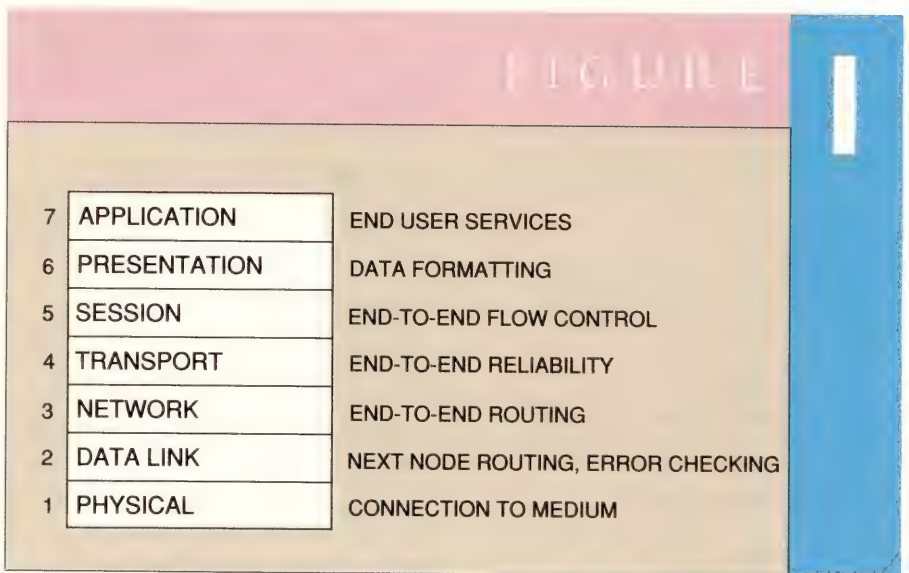 FIGURE 1
7 APPLICATION END USER SERVICES
6 PRESENTATION DATA FORMATTING
5 SESSION END-TO-END FLOW CONTROL
4 TRANSPORT END-TO-END RELIABILITY
3 NETWORK END-TO-END ROUTING
2 DATA LINK NEXT NODE ROUTING, ERROR CHECKING
1 PHYSICAL CONNECTION TO MEDIUM